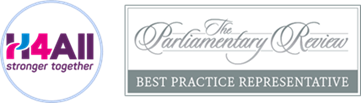 H4All
stronger together
The
Parliamentary Review
BEST PRACTICE REPRESENTATIVE